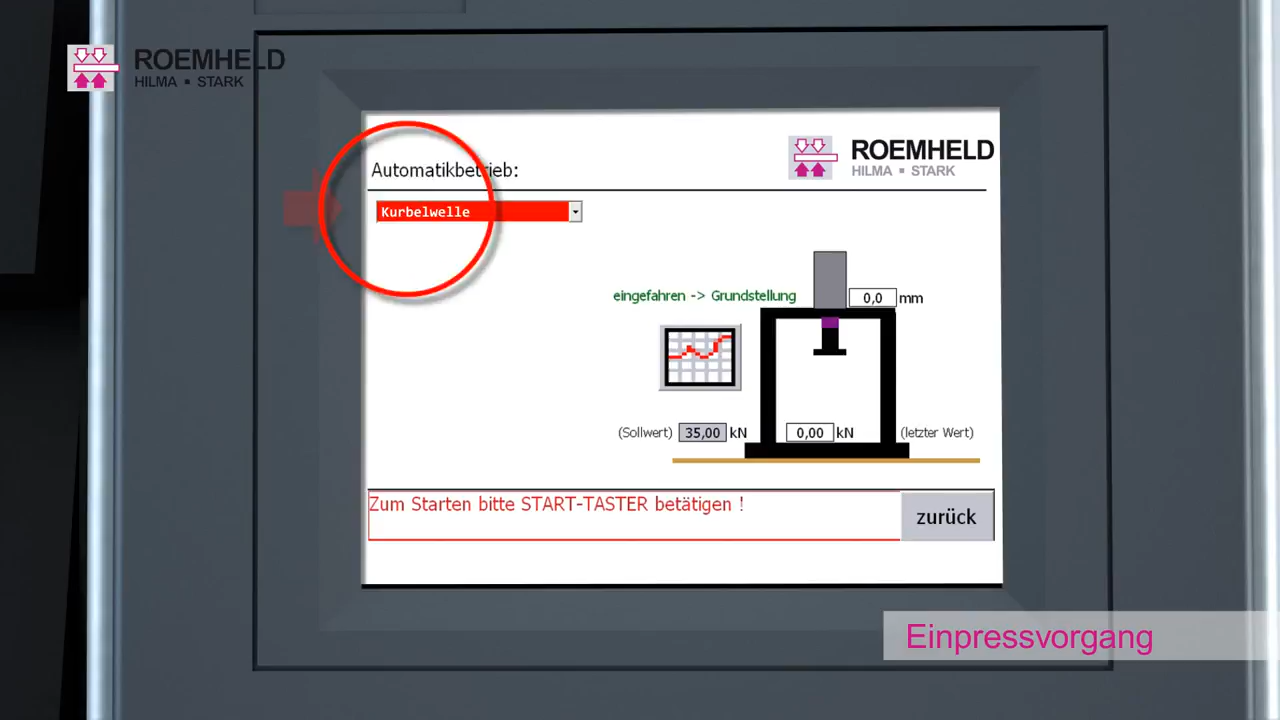 ROEMHELD
HILMA ▪ STARK
Automatikbetrieb:
ROEMHELD
HILMA ▪ STARK
Kurbelwelle
eingefahren -> Grundstellung
0,0 mm
(Sollwert) 35,00 kN 0,00 kN (letzter Wert)
Zum Starten bitte START-TASTER betätigen !
zurück
Einpressvorgang